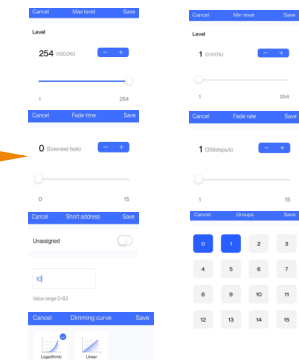 Cancel Max level Save
Level
254 (100.0%) - +
1 254
Cancel Fade time Save
0 (Extended fade) - +
0 15
Cancel Short address Save
Unassigned
10
Value range 0-63
Cancel Dimming curve Save
Logarithmic Linear
Cancel Min level Save
Level
1 (0.100%) - +
1 254
Cancel Fade rate Save
1 (358steps/s) - +
1 15
Cancel Groups Save
0 1 2 3
4 5 6 7
8 9 10 11
12 13 14 15